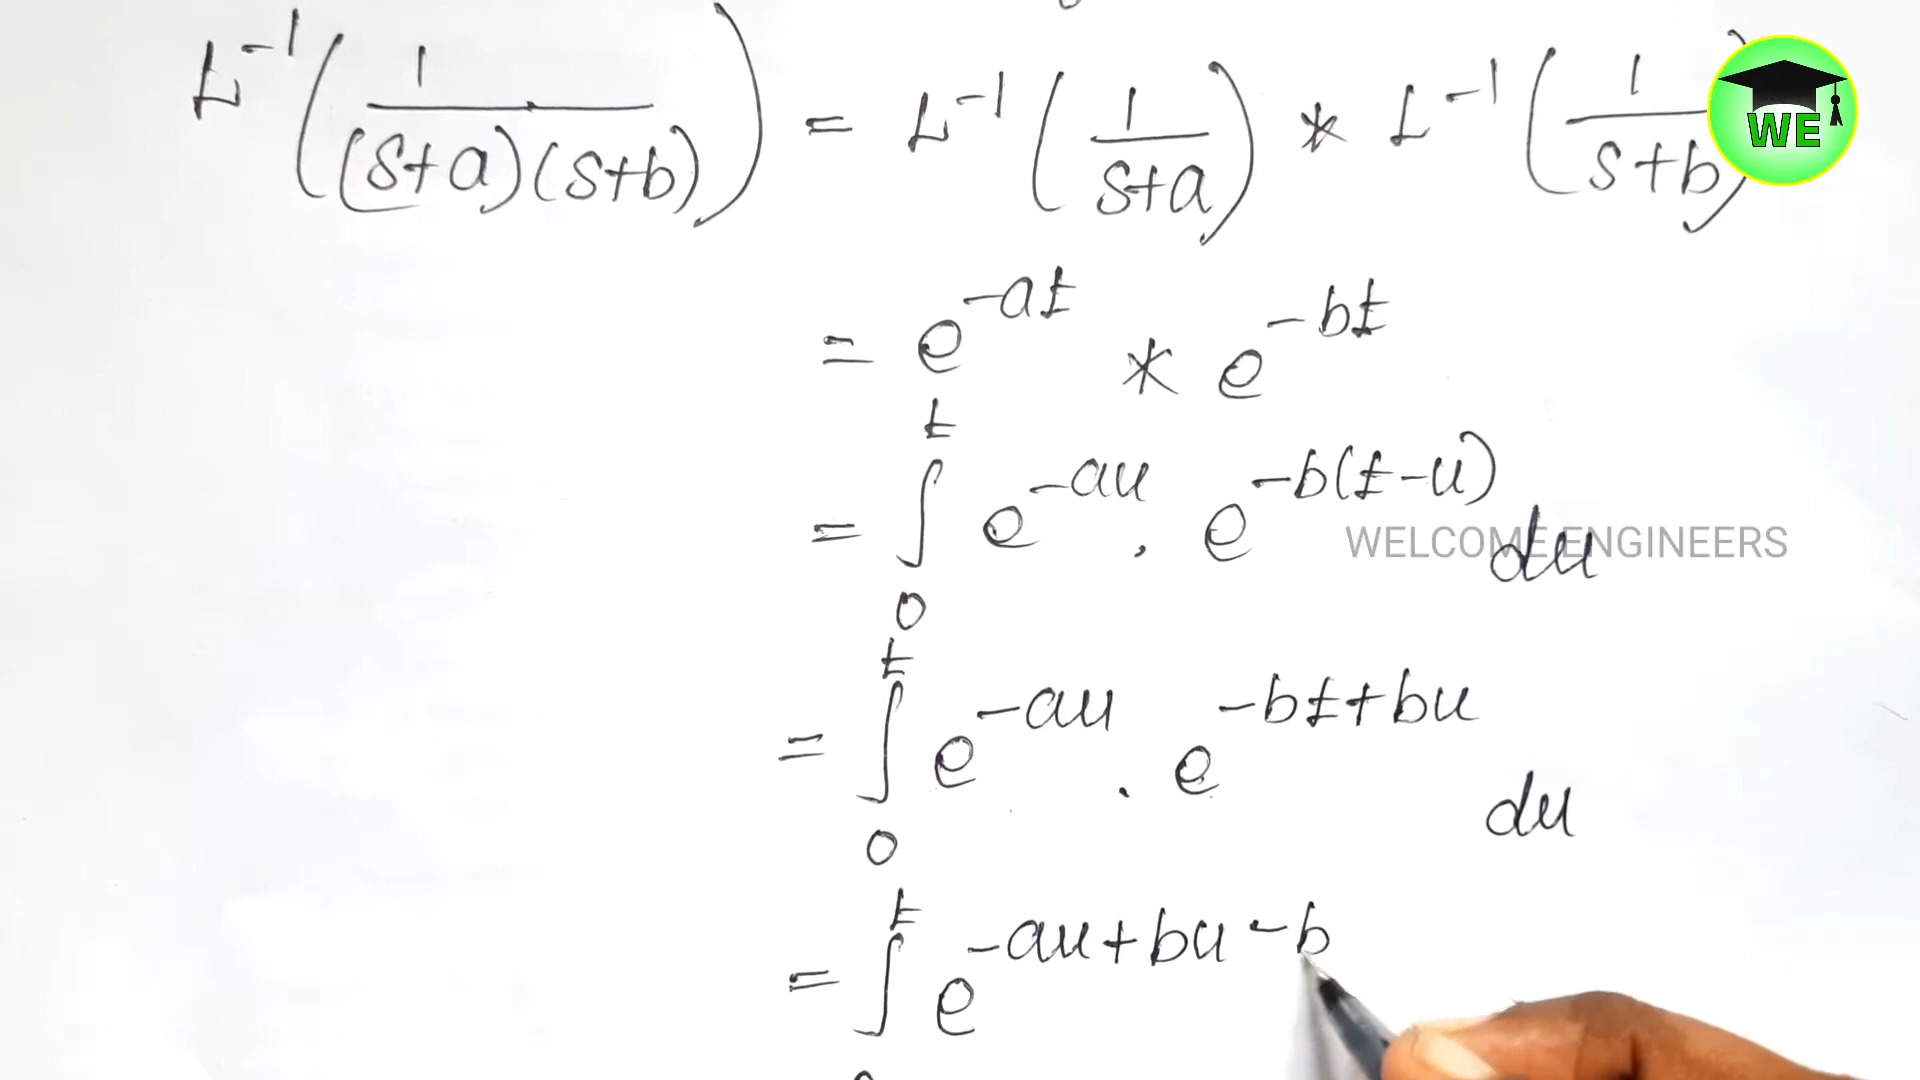 L⁻¹(1/((s+a)(s+b))) = L⁻¹(1/(s+a)) * L⁻¹(1/(s+b))
WE
= e^(-at) * e^(-bt)
= ∫₀ᵗ e^(-au) . e^(-b(t-u)) du
WELCOME ENGINEERS
= ∫₀ᵗ e^(-au) . e^(-bt+bu) du
= ∫₀ᵗ e^(-au+bu-b)